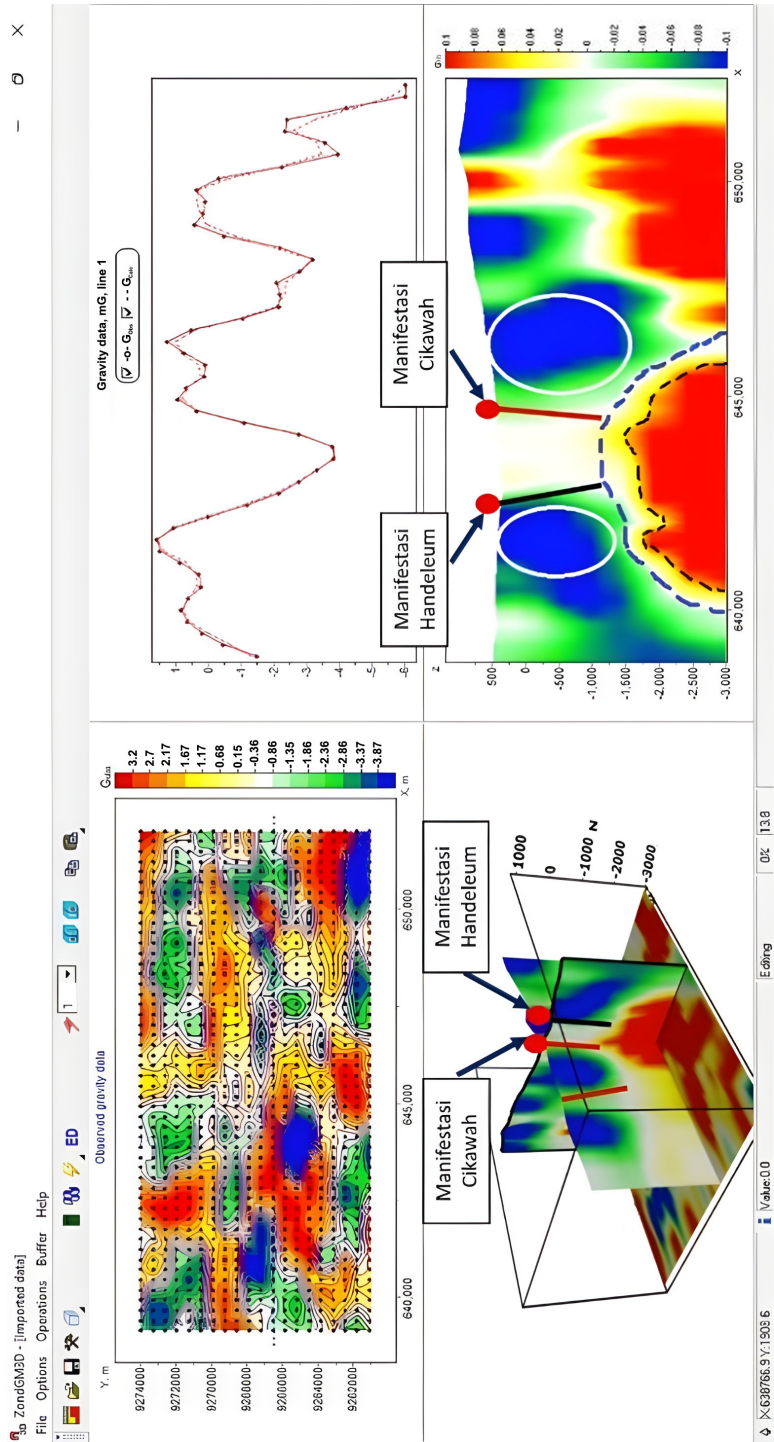 ZondGM3D - [Imported data]
File Options Operations Buffer Help
ED
1
Observed gravity data
Y, m
9274000
9272000
9270000
9268000
9266000
9264000
9262000
640,000
645,000
650,000
X, m
3.2
2.7
2.17
1.67
1.17
0.68
0.15
-0.36
-0.86
-1.35
-1.86
-2.36
-2.86
-3.37
-3.87
Gravity data, mG, line 1
-o- GObs - - GCalc
1
0
-1
-2
-3
-4
-5
-6
Manifestasi
Cikawah
Manifestasi
Handeleum
1000
0
-1000
-2000
-3000
N
Manifestasi
Handeleum
Manifestasi
Cikawah
Z
500
0
-500
-1.000
-1.500
-2.000
-2.500
-3.000
640,000
645,000
650,000
X
0.1
0.08
0.06
0.04
0.02
0
-0.02
-0.04
-0.06
-0.08
-0.1
X:638766.9 Y:1908.6
Value:0.0
Editing
0%
13.8